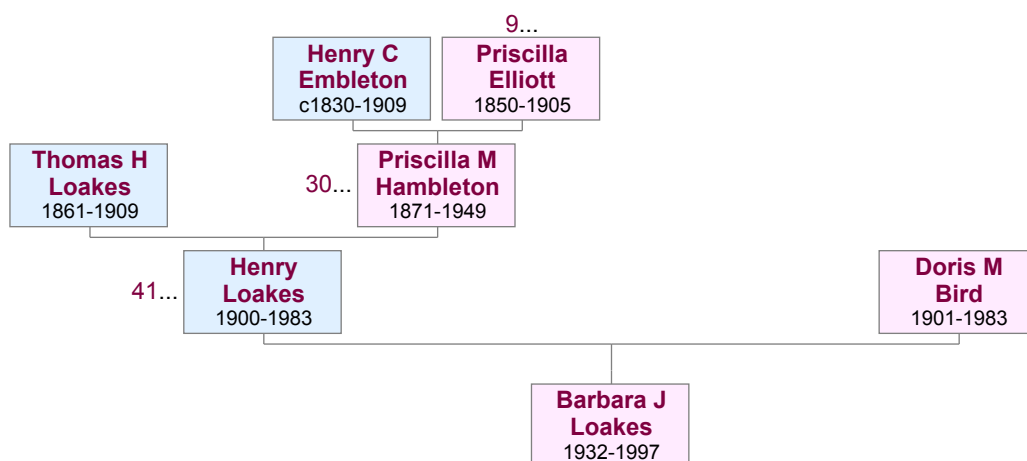 9...
Henry C
Embleton
c1830-1909
Priscilla
Elliott
1850-1905
Thomas H
Loakes
1861-1909
30...
Priscilla M
Hambleton
1871-1949
41...
Henry
Loakes
1900-1983
Doris M
Bird
1901-1983
Barbara J
Loakes
1932-1997